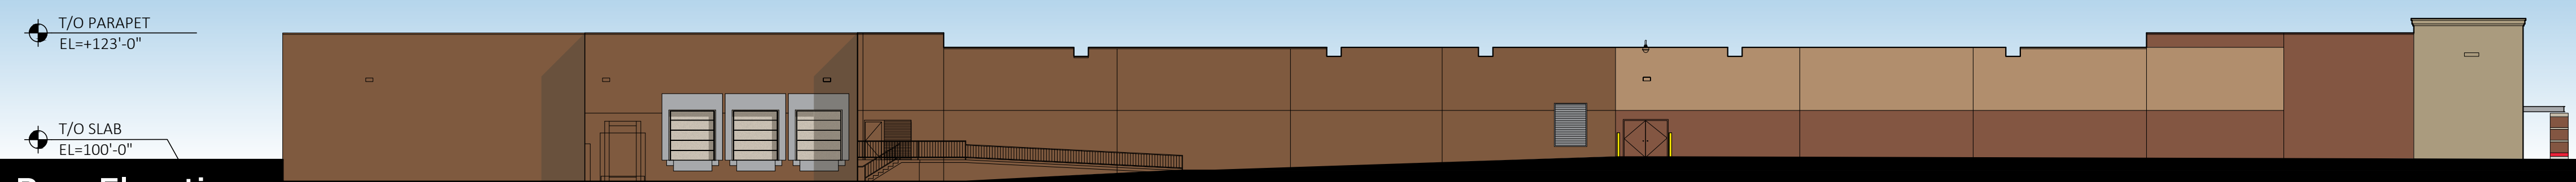 T/O PARAPET
EL=+123'-0"
T/O SLAB
EL=100'-0"